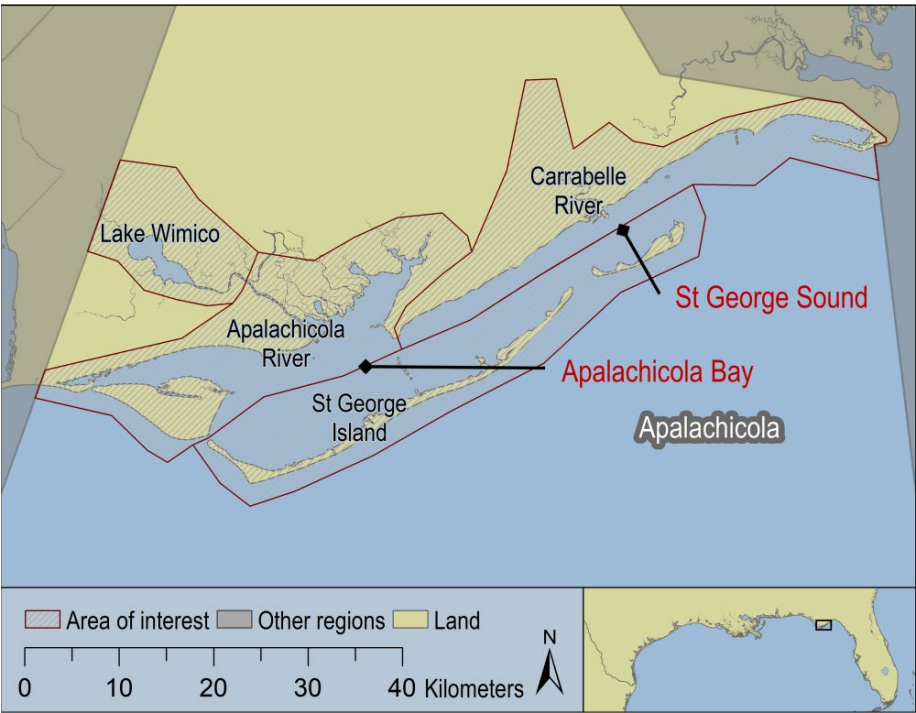 Carrabelle
River
Lake Wimico
St George Sound
Apalachicola
River
Apalachicola Bay
St George
Island
Apalachicola
Area of interest
Other regions
Land
N
0 10 20 30 40 Kilometers